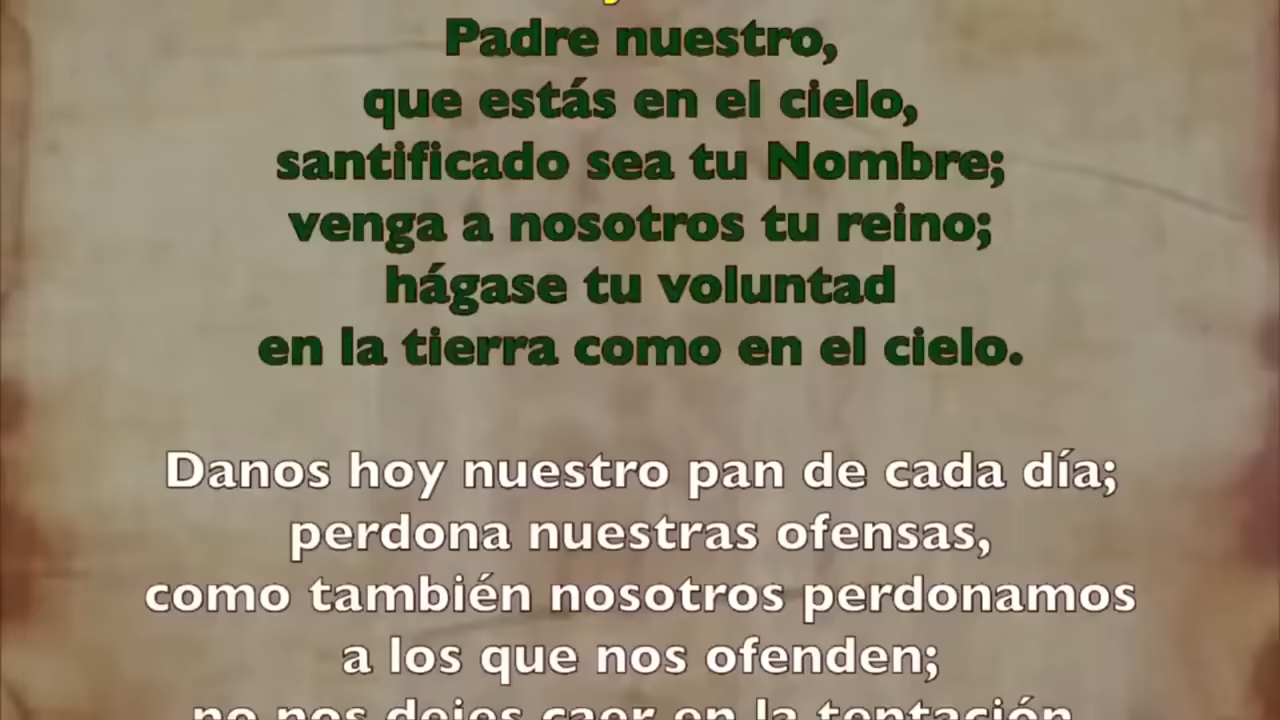 Padre nuestro,
que estás en el cielo,
santificado sea tu Nombre;
venga a nosotros tu reino;
hágase tu voluntad
en la tierra como en el cielo.
Danos hoy nuestro pan de cada día;
perdona nuestras ofensas,
como también nosotros perdonamos
a los que nos ofenden;
no nos dejes caer en la tentación